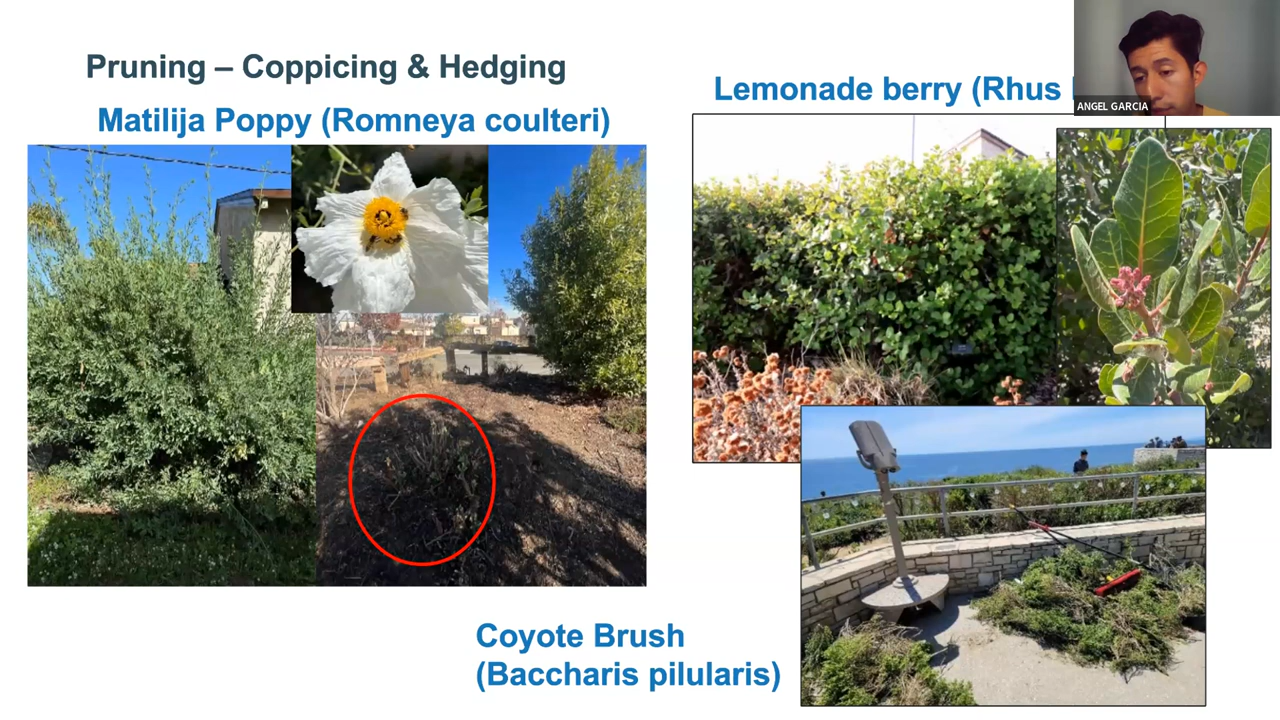 Pruning – Coppicing & Hedging
Matilija Poppy (Romneya coulteri)
Lemonade berry (Rhus
ANGEL GARCIA
Coyote Brush
(Baccharis pilularis)